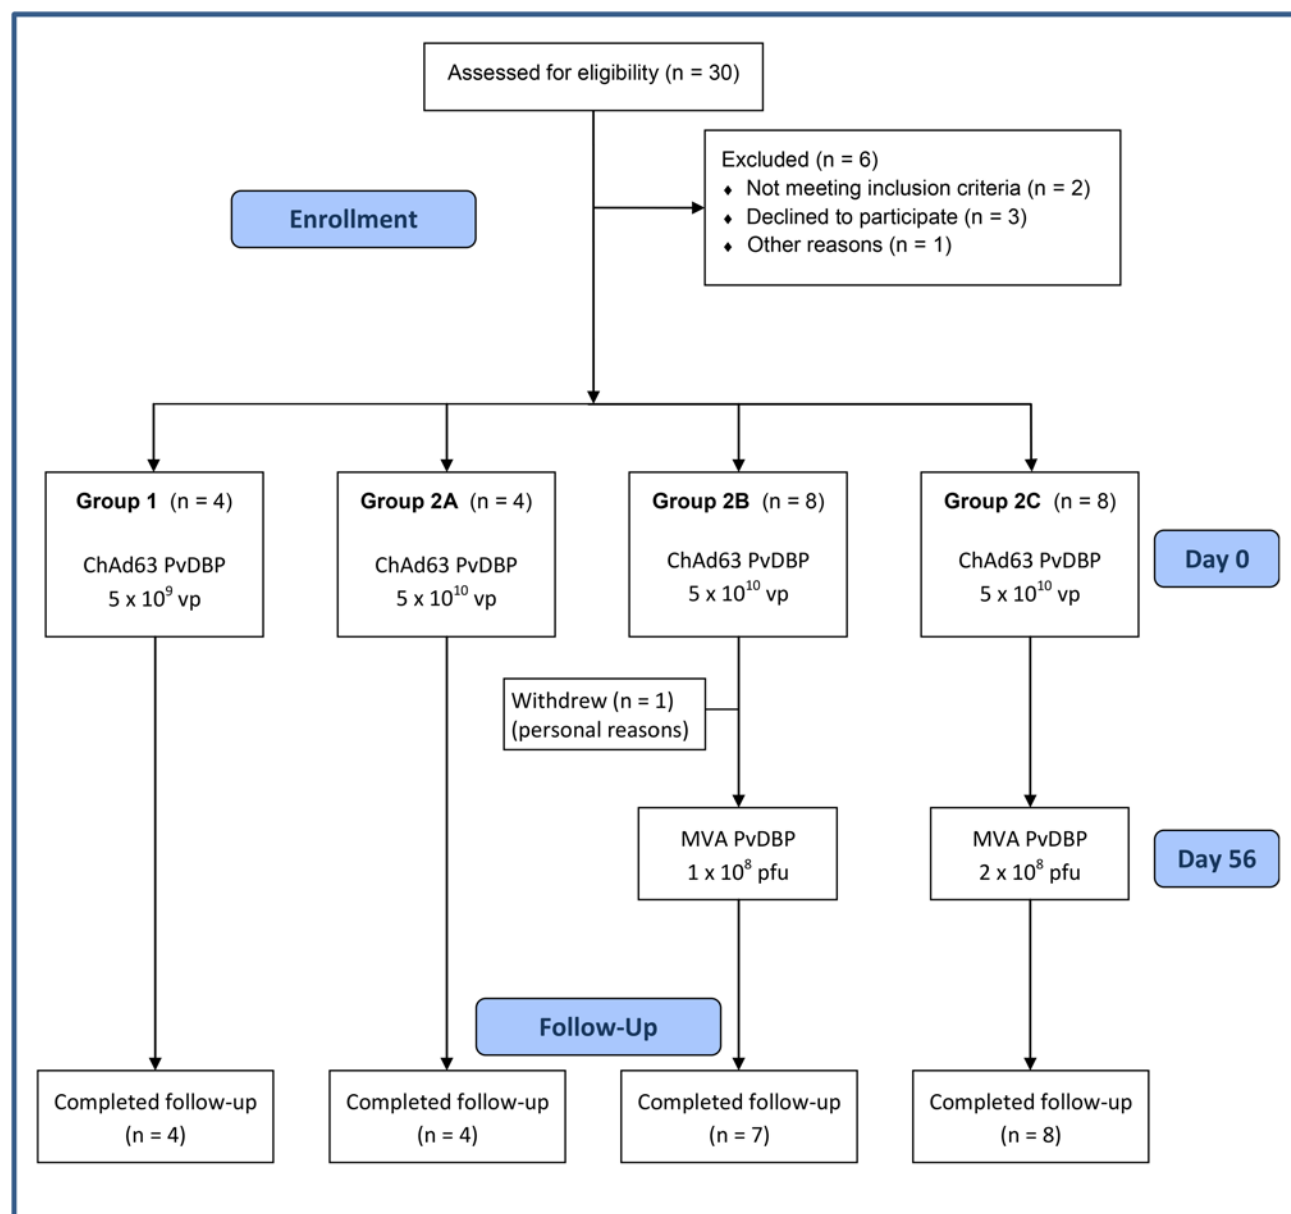 Assessed for eligibility (n = 30)
Excluded (n = 6)
♦ Not meeting inclusion criteria (n = 2)
♦ Declined to participate (n = 3)
♦ Other reasons (n = 1)
Enrollment
Group 1 (n = 4)
ChAd63 PvDBP
5 x 10⁹ vp
Group 2A (n = 4)
ChAd63 PvDBP
5 x 10¹⁰ vp
Group 2B (n = 8)
ChAd63 PvDBP
5 x 10¹⁰ vp
Group 2C (n = 8)
ChAd63 PvDBP
5 x 10¹⁰ vp
Day 0
Withdrew (n = 1)
(personal reasons)
MVA PvDBP
1 x 10⁸ pfu
MVA PvDBP
2 x 10⁸ pfu
Day 56
Follow-Up
Completed follow-up
(n = 4)
Completed follow-up
(n = 4)
Completed follow-up
(n = 7)
Completed follow-up
(n = 8)